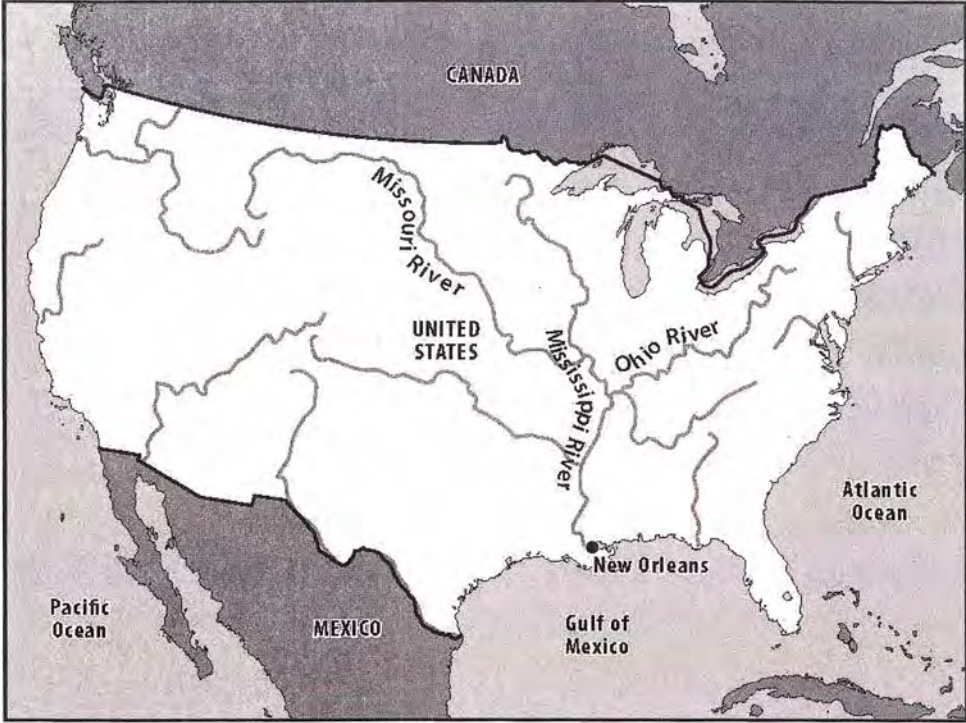 CANADA
Missouri River
UNITED
STATES
Mississippi River
Ohio River
Atlantic
Ocean
New Orleans
Pacific
Ocean
MEXICO
Gulf of
Mexico